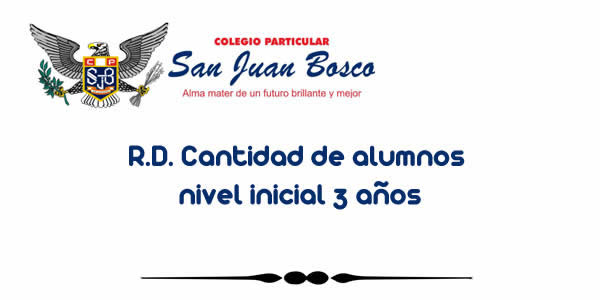 COLEGIO PARTICULAR
San Juan Bosco
Alma mater de un futuro brillante y mejor
C P
SJB
R.D. Cantidad de alumnos
nivel inicial 3 años